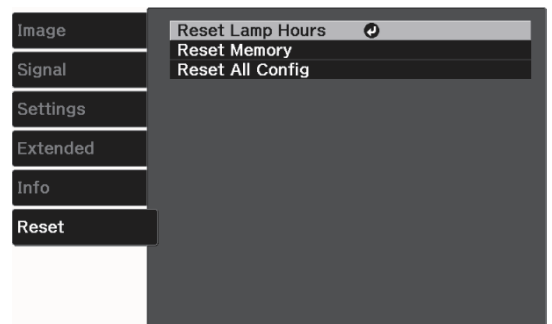 Image
Signal
Settings
Extended
Info
Reset
Reset Lamp Hours
Reset Memory
Reset All Config